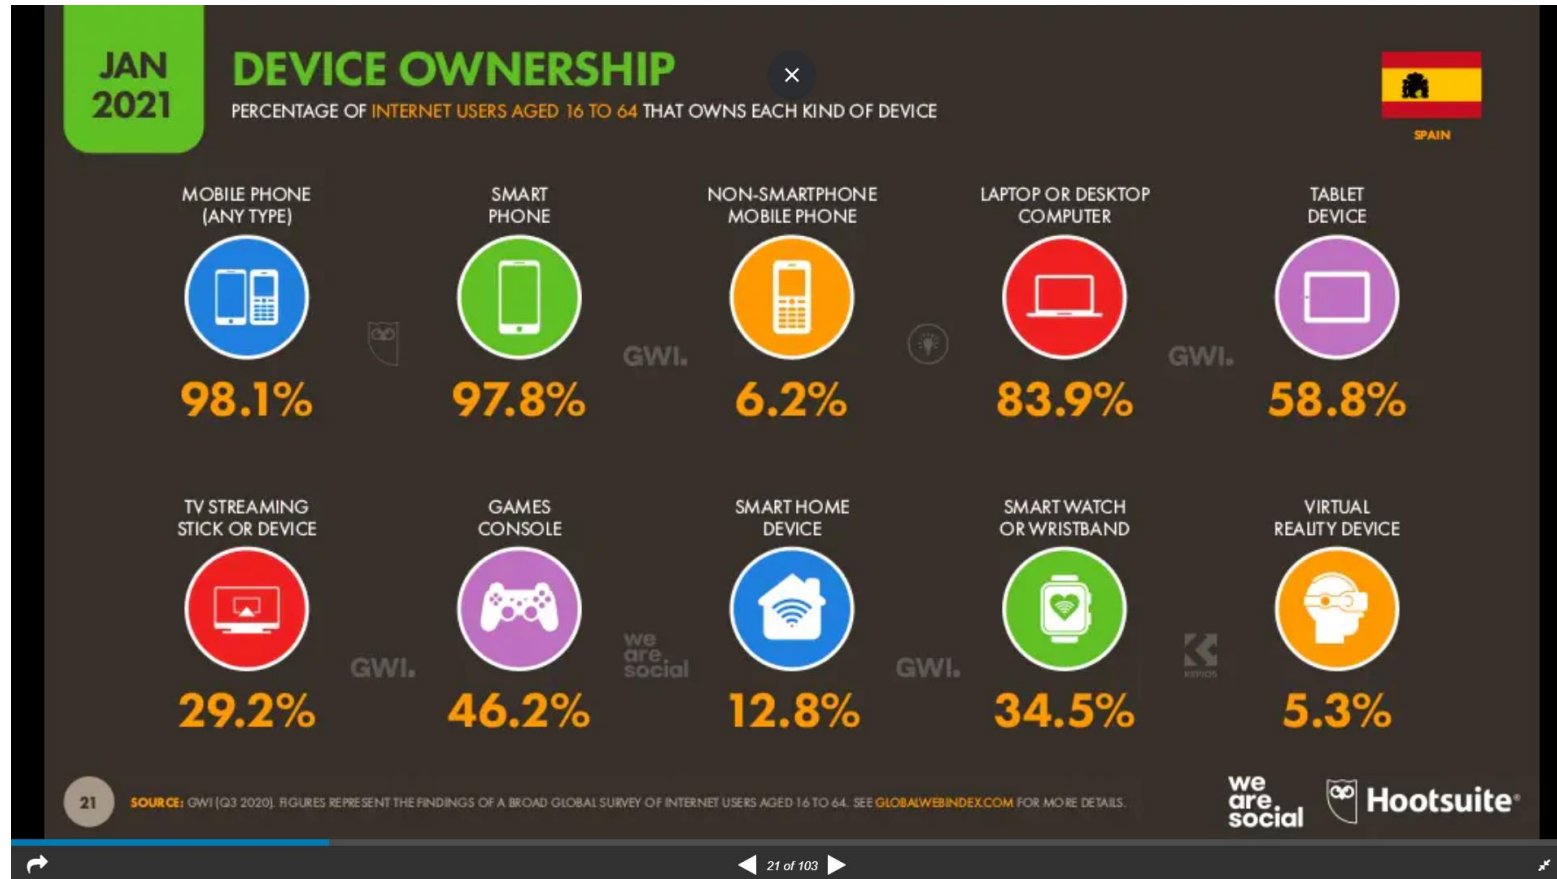 JAN
2021
DEVICE OWNERSHIP
PERCENTAGE OF INTERNET USERS AGED 16 TO 64 THAT OWNS EACH KIND OF DEVICE
SPAIN
MOBILE PHONE
(ANY TYPE)
SMART
PHONE
NON-SMARTPHONE
MOBILE PHONE
LAPTOP OR DESKTOP
COMPUTER
TABLET
DEVICE
GWI.
GWI.
98.1%
97.8%
6.2%
83.9%
58.8%
TV STREAMING
STICK OR DEVICE
GAMES
CONSOLE
SMART HOME
DEVICE
SMART WATCH
OR WRISTBAND
VIRTUAL
REALITY DEVICE
GWI.
we
are.
social
GWI.
KEPIOS
29.2%
46.2%
12.8%
34.5%
5.3%
21
SOURCE: GWI (Q3 2020). FIGURES REPRESENT THE FINDINGS OF A BROAD GLOBAL SURVEY OF INTERNET USERS AGED 16 TO 64. SEE GLOBALWEBINDEX.COM FOR MORE DETAILS.
we
are.
social
Hootsuite®
21 of 103